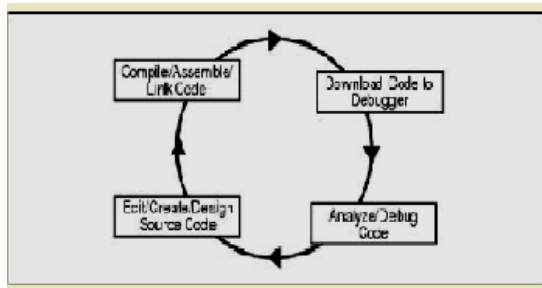 Compile/Assemble/
Link Code
Download Code to
Debugger
Edit/Create/Design
Source Code
Analyze/Debug
Code